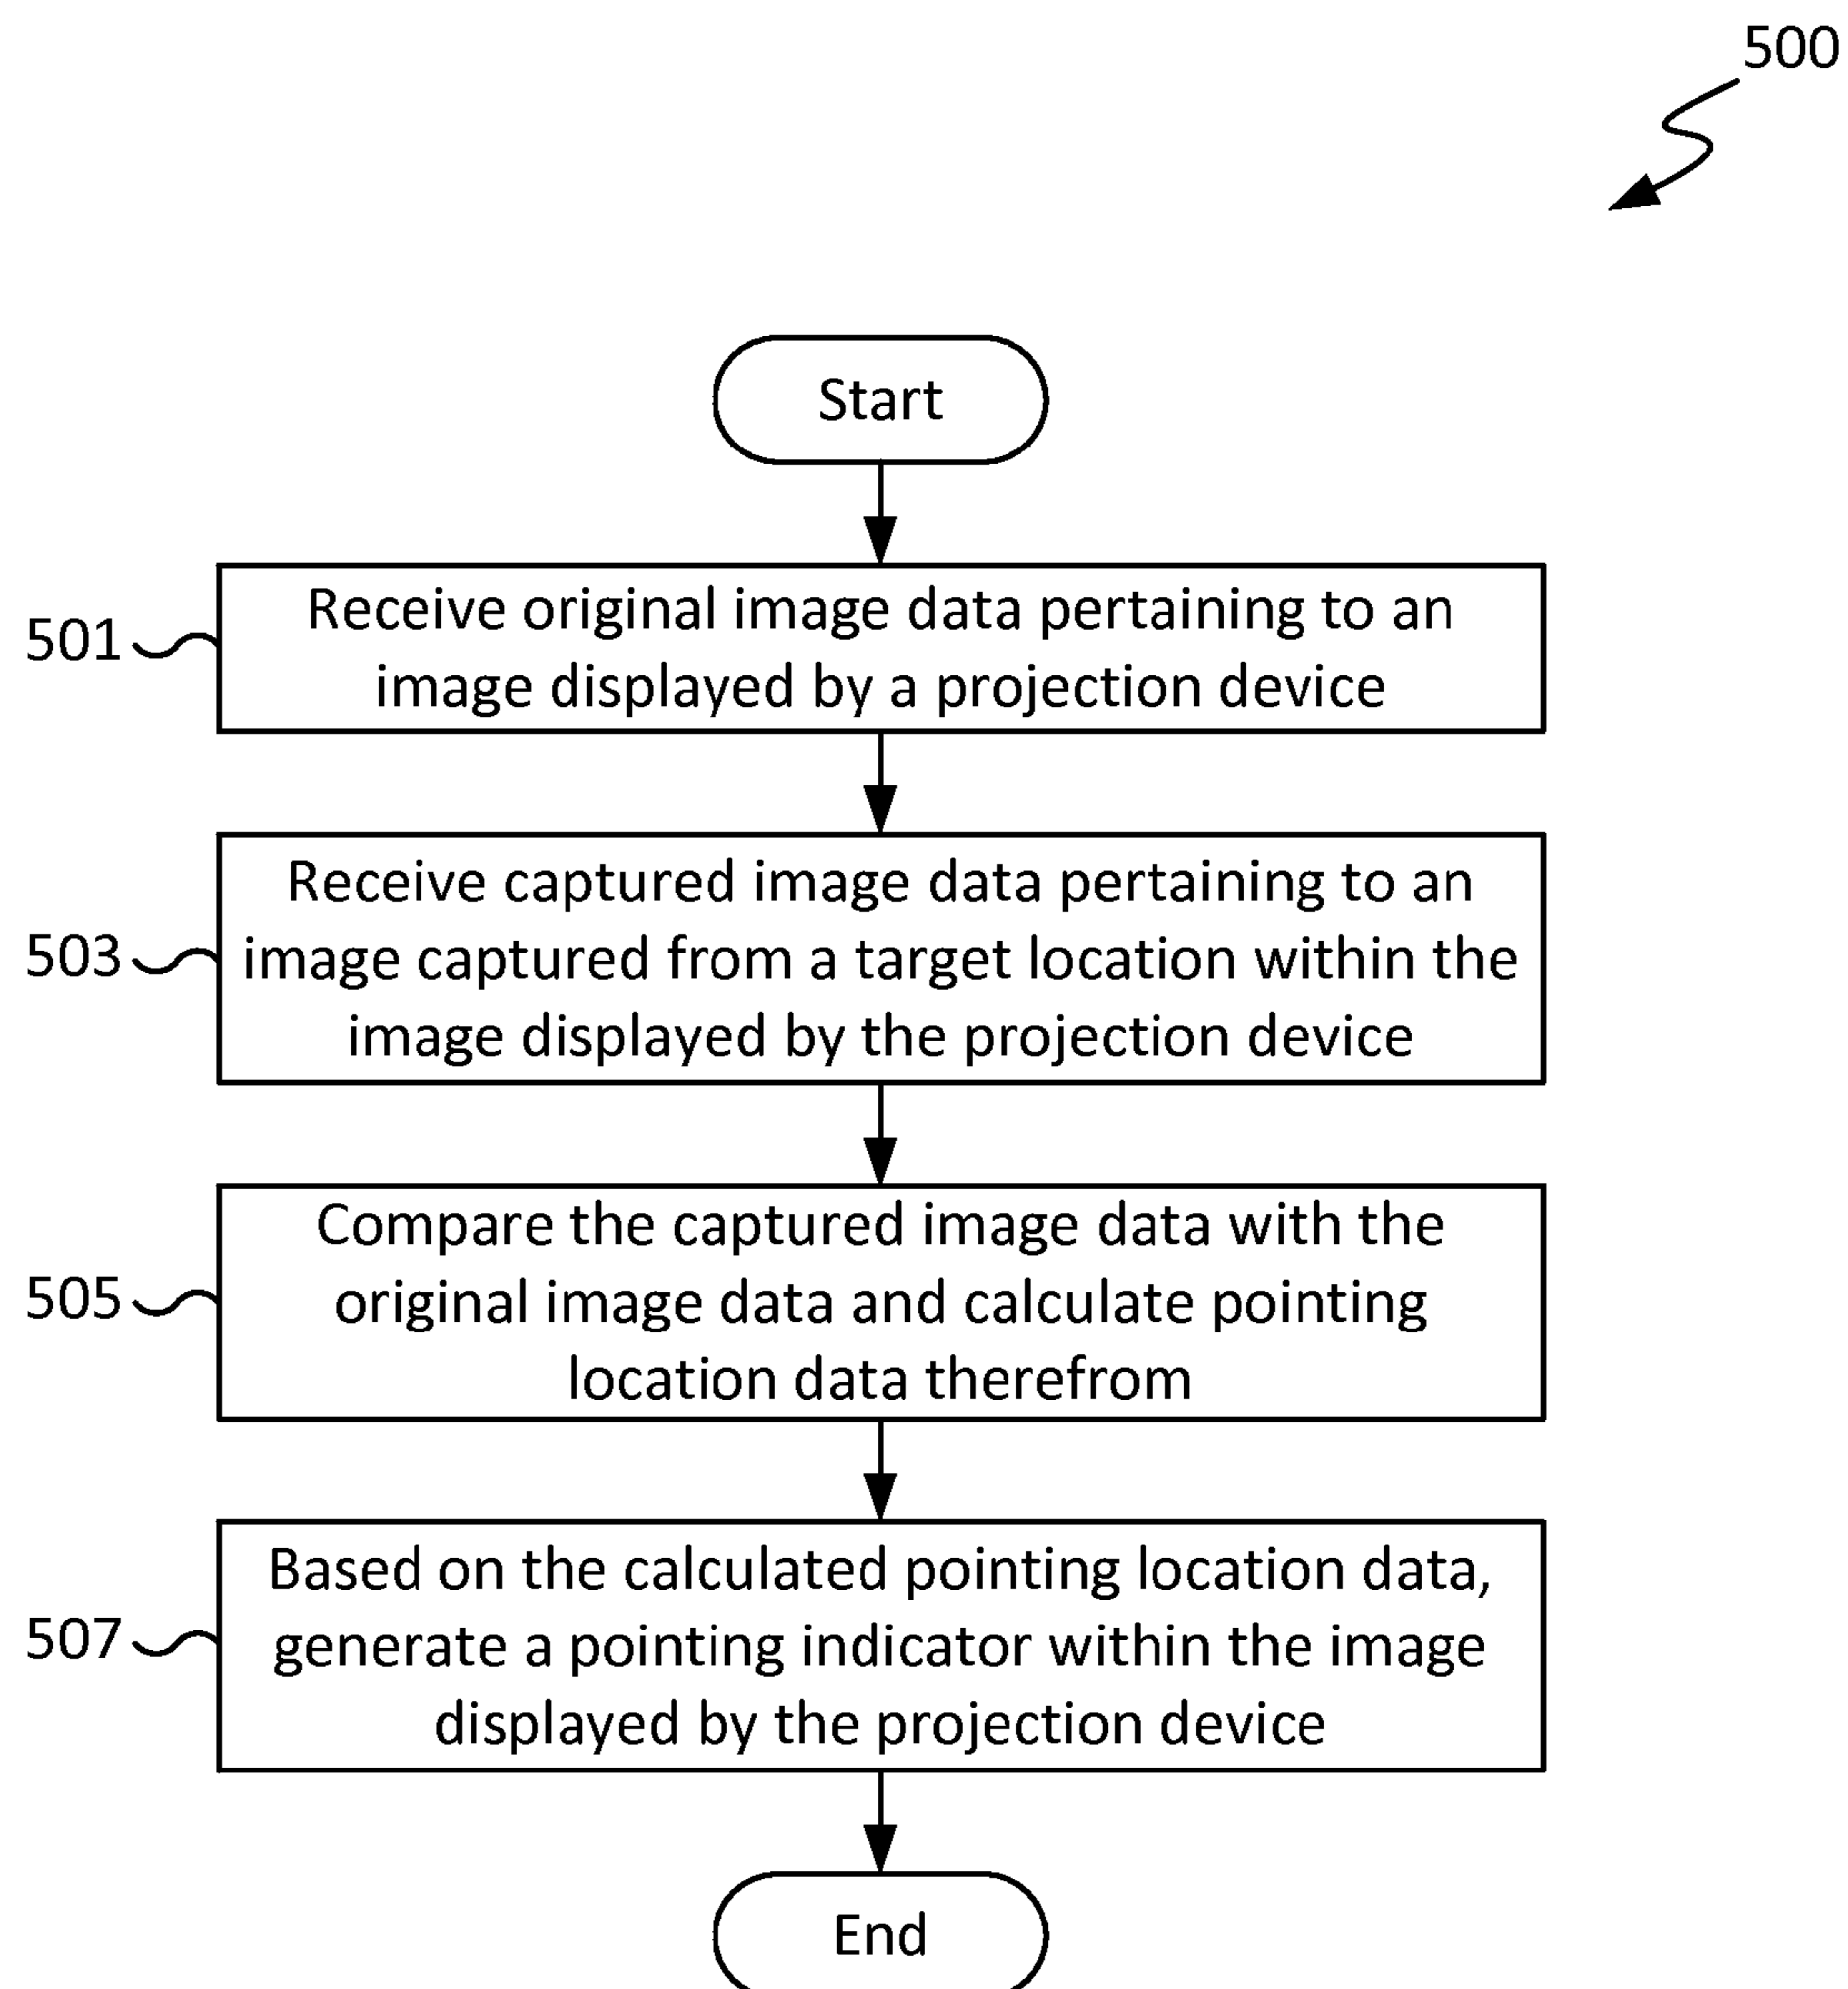 500
Start
501
Receive original image data pertaining to an
image displayed by a projection device
503
Receive captured image data pertaining to an
image captured from a target location within the
image displayed by the projection device
505
Compare the captured image data with the
original image data and calculate pointing
location data therefrom
507
Based on the calculated pointing location data,
generate a pointing indicator within the image
displayed by the projection device
End